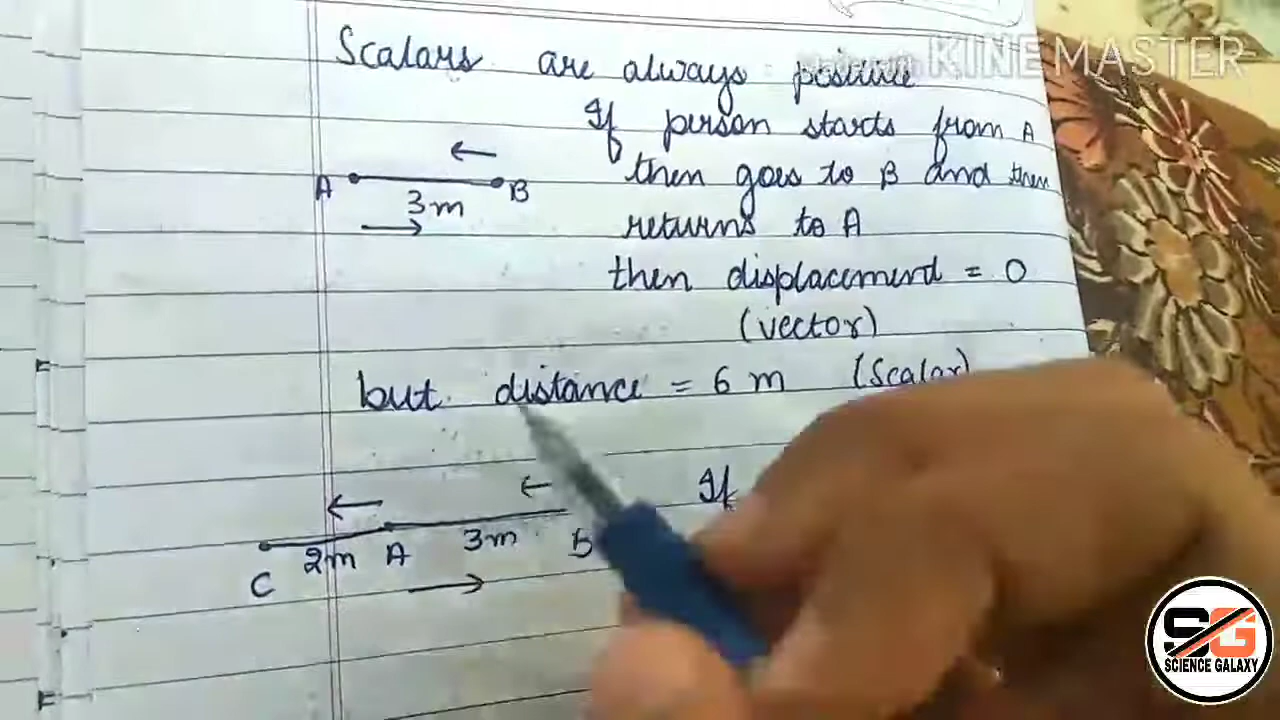 Scalars are always positive
KINEMASTER
If person starts from A
A B
then goes to B and then
3m
returns to A
then displacement = 0
(vector)
but distance = 6 m (Scalar)
If
C 2m A 3m B
SG
SCIENCE GALAXY